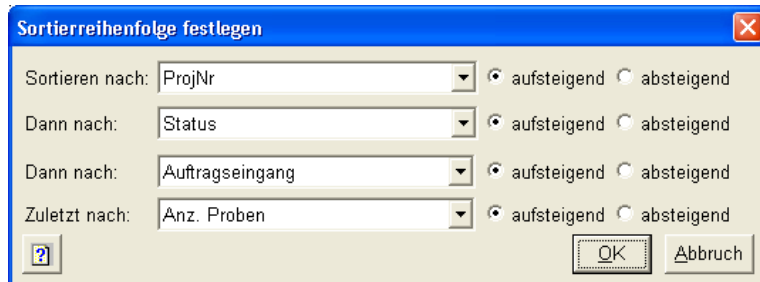 Sortierreihenfolge festlegen
Sortieren nach: ProjNr aufsteigend absteigend
Dann nach: Status aufsteigend absteigend
Dann nach: Auftragseingang aufsteigend absteigend
Zuletzt nach: Anz. Proben aufsteigend absteigend
? OK Abbruch